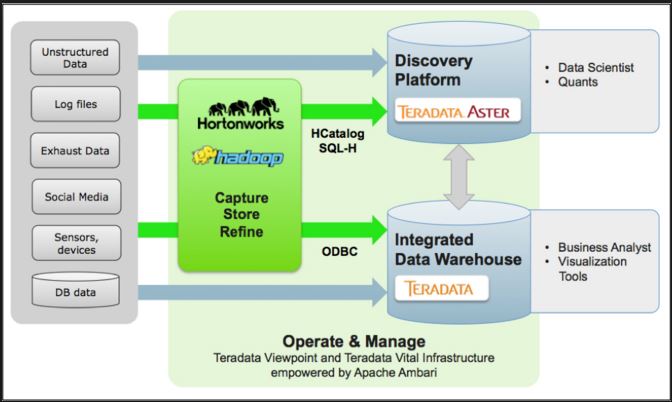 Unstructured
Data
Log files
Exhaust Data
Social Media
Sensors,
devices
DB data
Hortonworks
hadoop
Capture
Store
Refine
HCatalog
SQL-H
ODBC
Discovery
Platform
TERADATA ASTER
Integrated
Data Warehouse
TERADATA
• Data Scientist
• Quants
• Business Analyst
• Visualization
Tools
Operate & Manage
Teradata Viewpoint and Teradata Vital Infrastructure
empowered by Apache Ambari